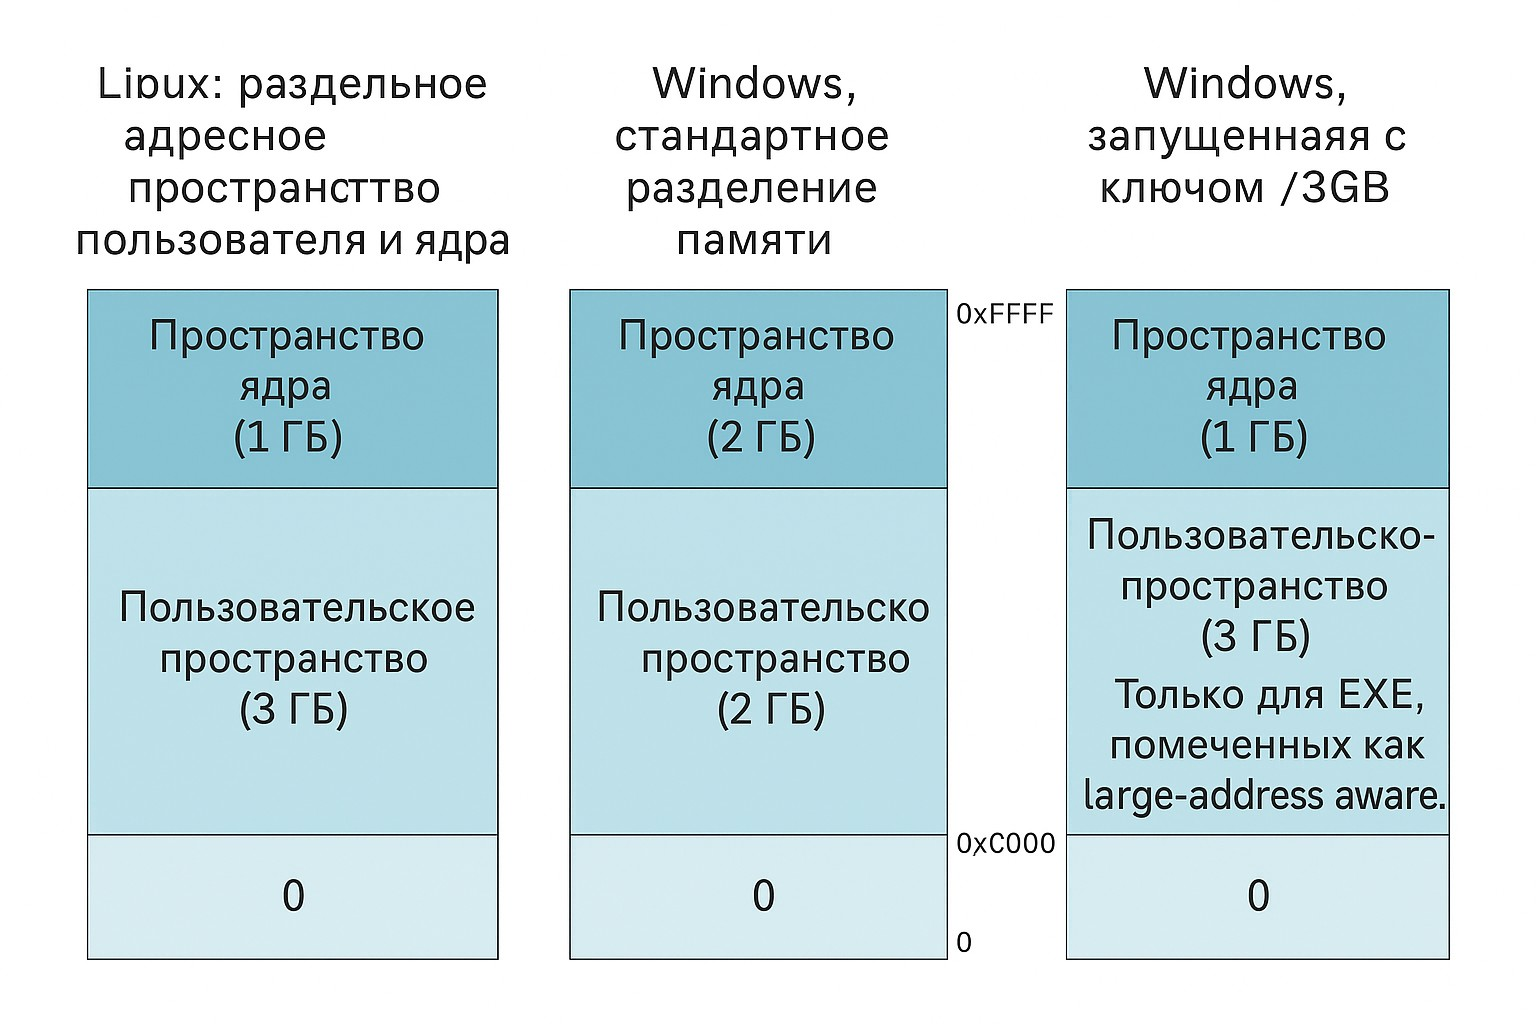 Lipux: раздельное
адресное
пространсттво
пользователя и ядра
Пространство
ядра
(1 ГБ)
Пользовательское
пространство
(3 ГБ)
0
Windows,
стандартное
разделение
памяти
Пространство
ядра
(2 ГБ)
Пользовательско
пространство
(2 ГБ)
0
0xFFFF
0xC000
0
Windows,
запущеннаяя с
ключом /3GB
Пространство
ядра
(1 ГБ)
Пользовательско-
пространство
(3 ГБ)
Только для EXE,
помеченных как
large-address aware.
0